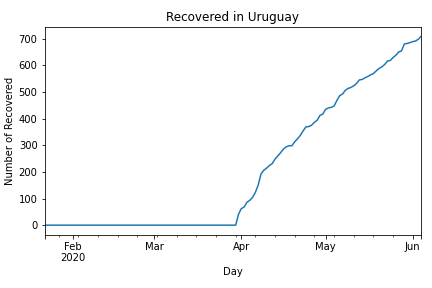 Recovered in Uruguay
Number of Recovered
700
600
500
400
300
200
100
0
Feb
2020
Mar
Apr
May
Jun
Day